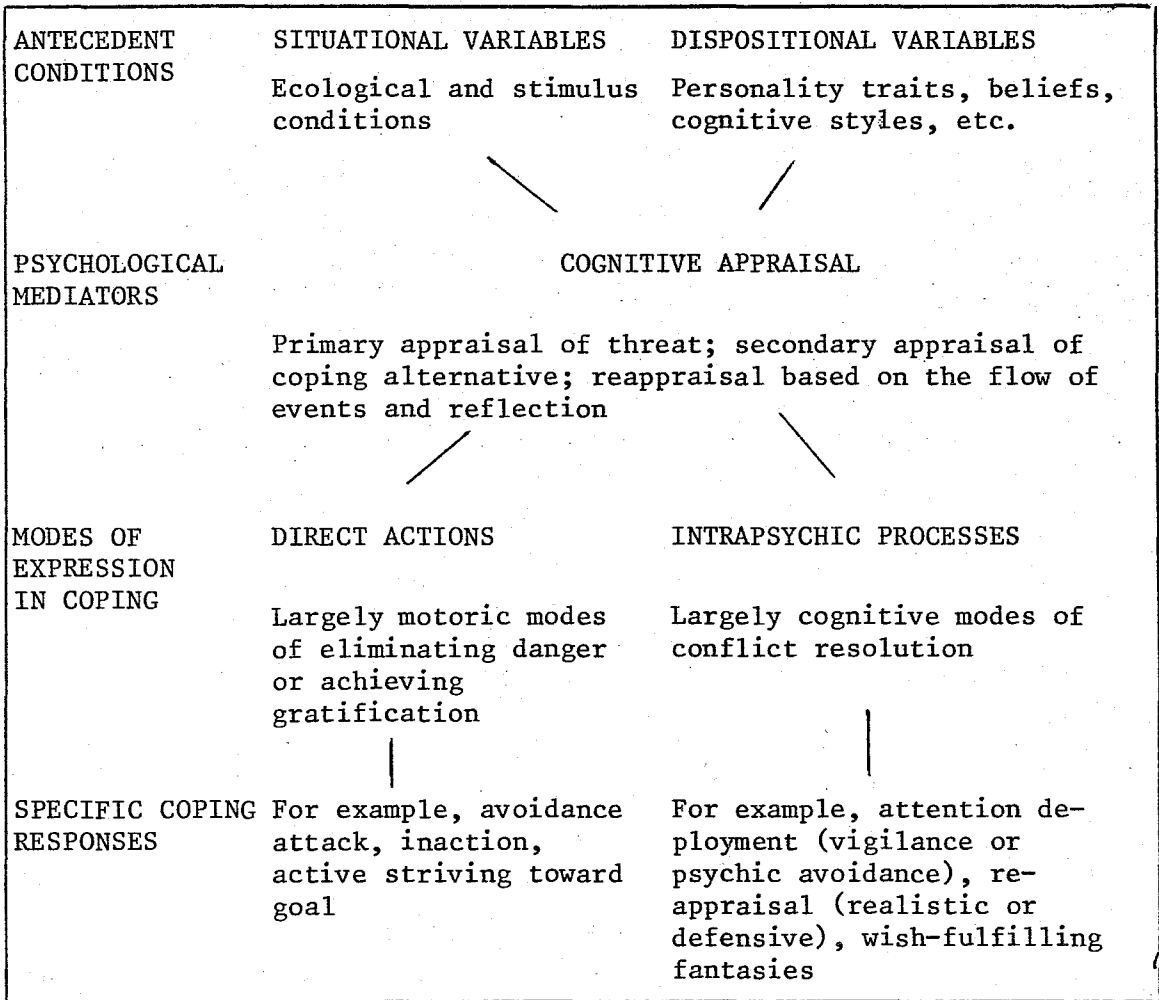 ANTECEDENT CONDITIONS
SITUATIONAL VARIABLES
Ecological and stimulus
conditions
DISPOSITIONAL VARIABLES
Personality traits, beliefs,
cognitive styles, etc.
PSYCHOLOGICAL
MEDIATORS
COGNITIVE APPRAISAL
Primary appraisal of threat; secondary appraisal of
coping alternative; reappraisal based on the flow of
events and reflection
MODES OF
EXPRESSION
IN COPING
DIRECT ACTIONS
Largely motoric modes
of eliminating danger
or achieving
gratification
INTRAPSYCHIC PROCESSES
Largely cognitive modes of
conflict resolution
SPECIFIC COPING
RESPONSES
For example, avoidance
attack, inaction,
active striving toward
goal
For example, attention de-
ployment (vigilance or
psychic avoidance), re-
appraisal (realistic or
defensive), wish-fulfilling
fantasies